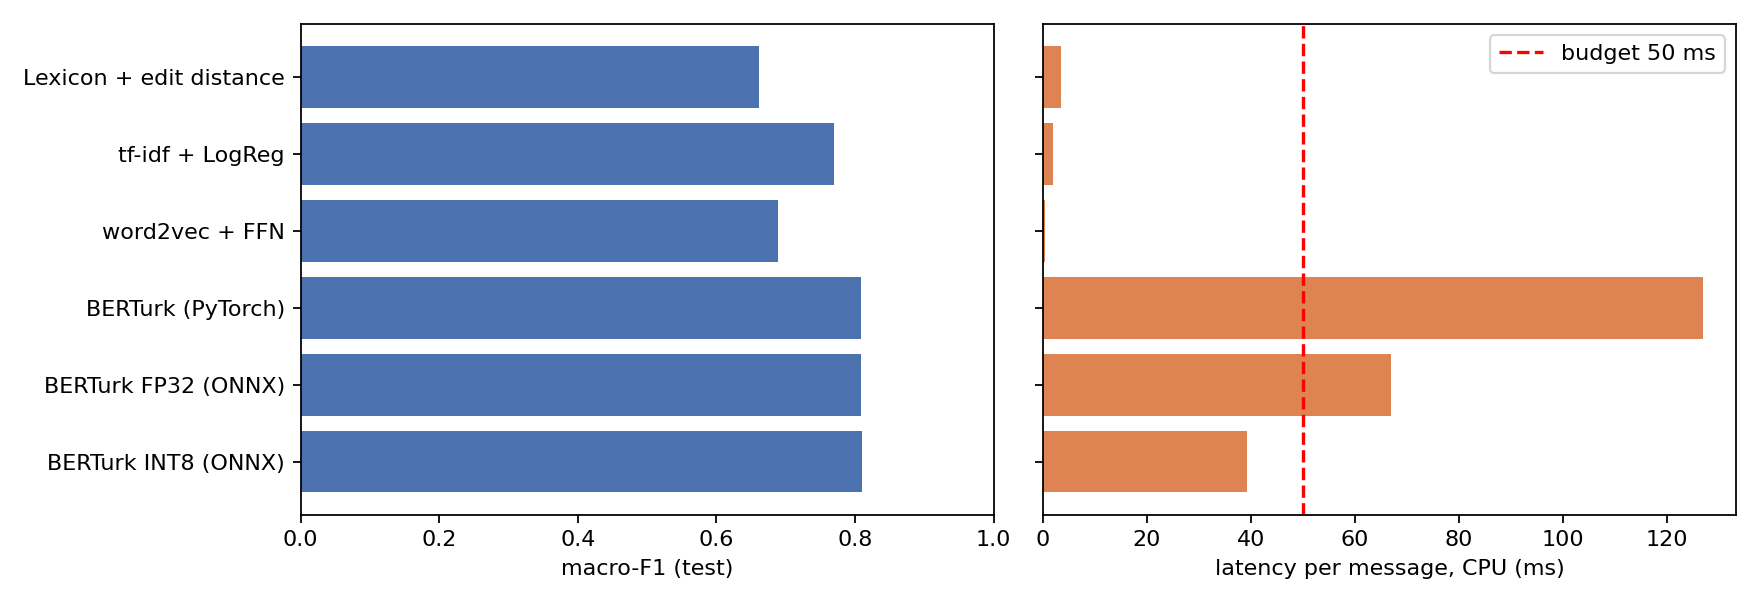 Lexicon + edit distance
tf-idf + LogReg
word2vec + FFN
BERTurk (PyTorch)
BERTurk FP32 (ONNX)
BERTurk INT8 (ONNX)
0.0 0.2 0.4 0.6 0.8 1.0
macro-F1 (test)
budget 50 ms
0 20 40 60 80 100 120
latency per message, CPU (ms)